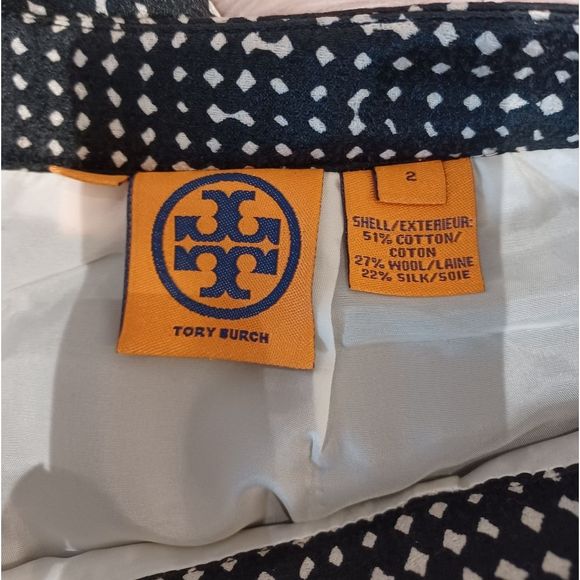 TORY BURCH
2
SHELL/EXTERIEUR:
51% COTTON/
COTON
27% WOOL/LAINE
22% SILK/SOIE